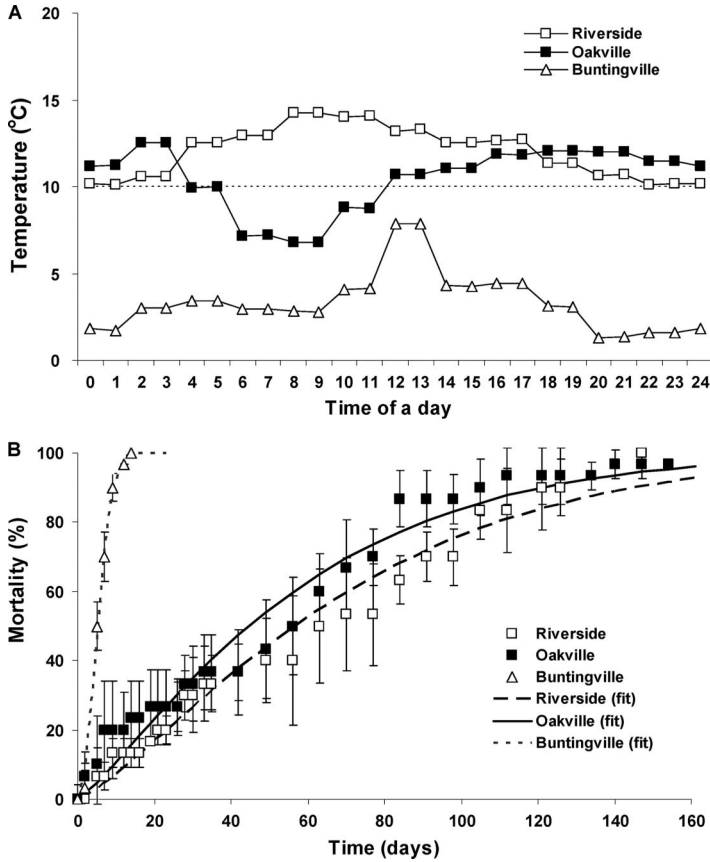 A
20
15
10
5
0
Temperature (°C)
Riverside
Oakville
Buntingville
0 1 2 3 4 5 6 7 8 9 10 11 12 13 14 15 16 17 18 19 20 21 22 23 24
Time of a day
B
100
80
60
40
20
0
Mortality (%)
Riverside
Oakville
Buntingville
Riverside (fit)
Oakville (fit)
Buntingville (fit)
0 20 40 60 80 100 120 140 160
Time (days)